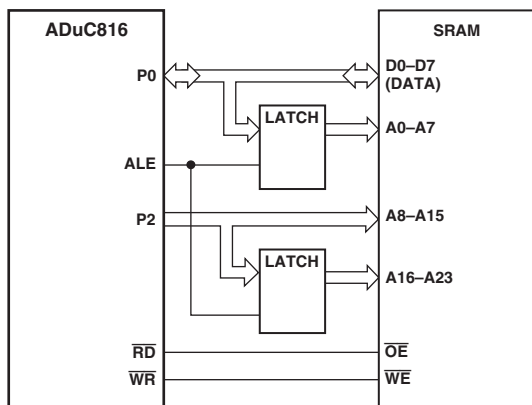 ADuC816
SRAM
P0
D0–D7
(DATA)
LATCH
A0–A7
ALE
P2
A8–A15
LATCH
A16–A23
RD
OE
WR
WE